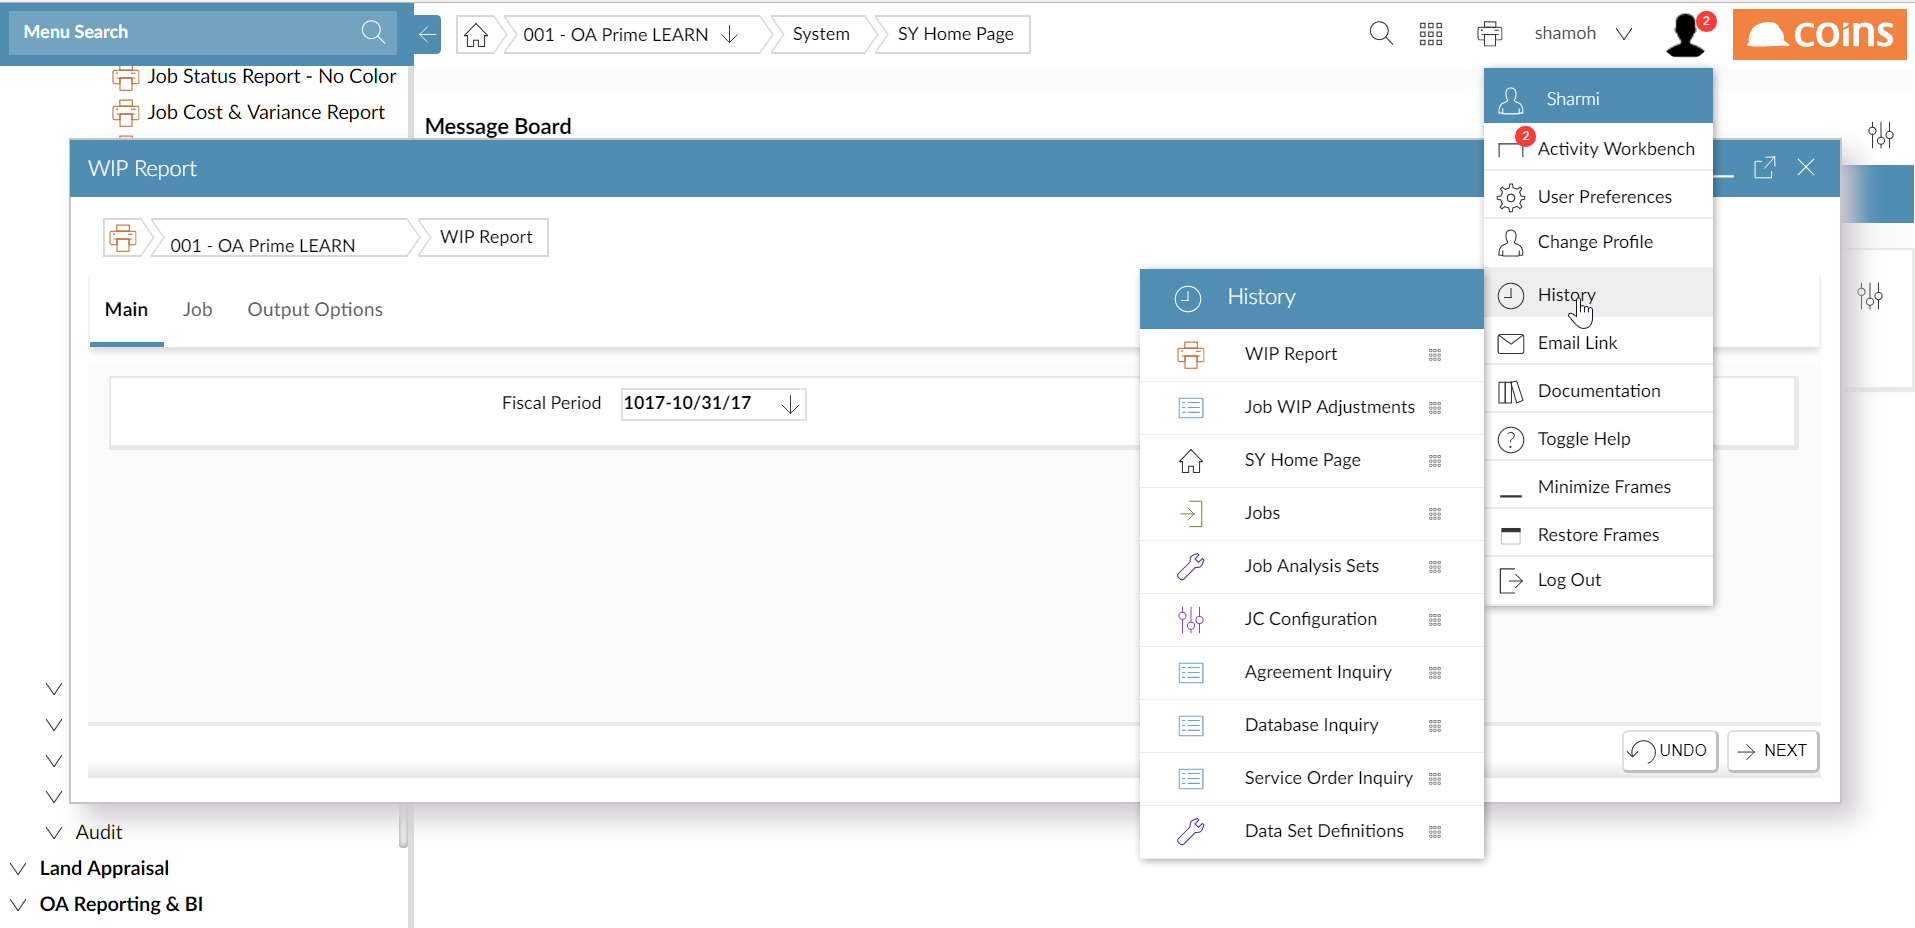 Menu Search
001 - OA Prime LEARN
System
SY Home Page
shamoh
2
coins
Job Status Report - No Color
Job Cost & Variance Report
Message Board
Sharmi
2
Activity Workbench
User Preferences
Change Profile
History
Email Link
Documentation
Toggle Help
Minimize Frames
Restore Frames
Log Out
WIP Report
001 - OA Prime LEARN
WIP Report
Main
Job
Output Options
Fiscal Period
1017-10/31/17
History
WIP Report
Job WIP Adjustments
SY Home Page
Jobs
Job Analysis Sets
JC Configuration
Agreement Inquiry
Database Inquiry
Service Order Inquiry
Data Set Definitions
UNDO
NEXT
Audit
Land Appraisal
OA Reporting & BI